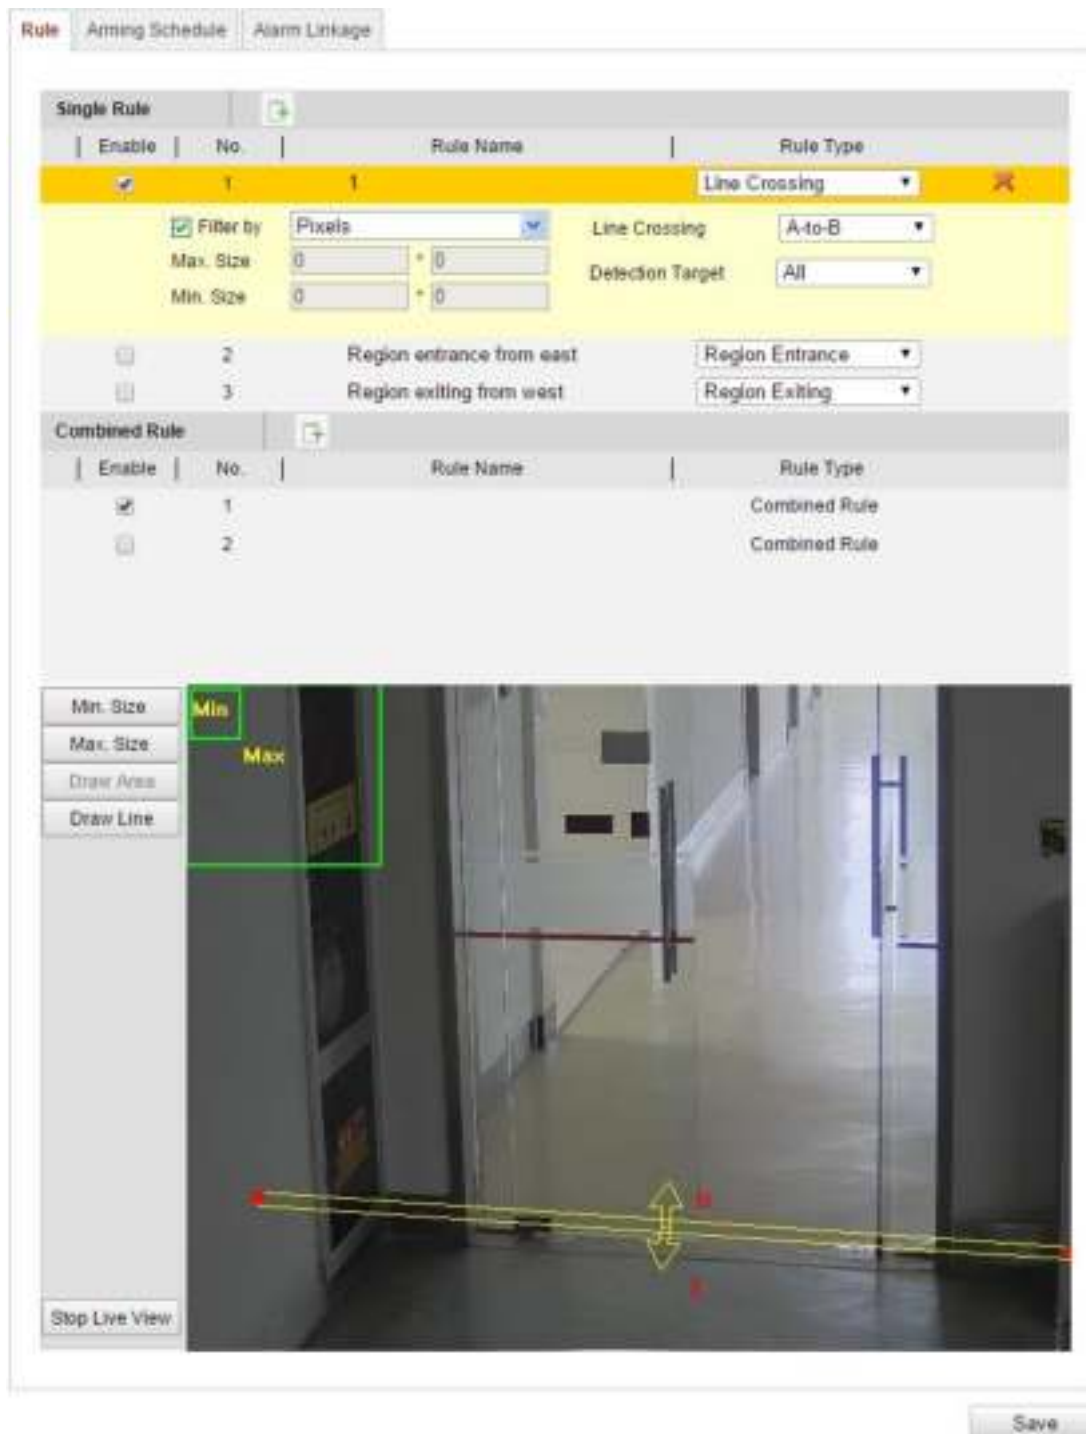 Rule Arming Schedule Alarm Linkage
Single Rule
Enable No. Rule Name Rule Type
1 1 Line Crossing
Filter by Pixels Line Crossing A-to-B
Max. Size 0 * 0 Detection Target All
Min. Size 0 * 0
2 Region entrance from east Region Entrance
3 Region exiting from west Region Exiting
Combined Rule
Enable No. Rule Name Rule Type
1 Combined Rule
2 Combined Rule
Min. Size
Max. Size
Draw Area
Draw Line
Min
Max
Stop Live View
Save